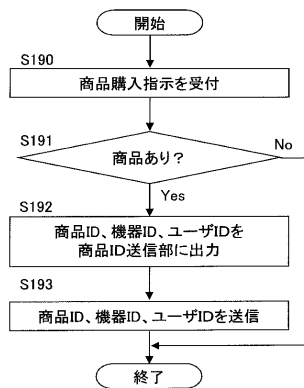 開始
S190
商品購入指示を受付
S191
商品あり?
No
Yes
S192
商品ID、機器ID、ユーザIDを
商品ID送信部に出力
S193
商品ID、機器ID、ユーザIDを送信
終了